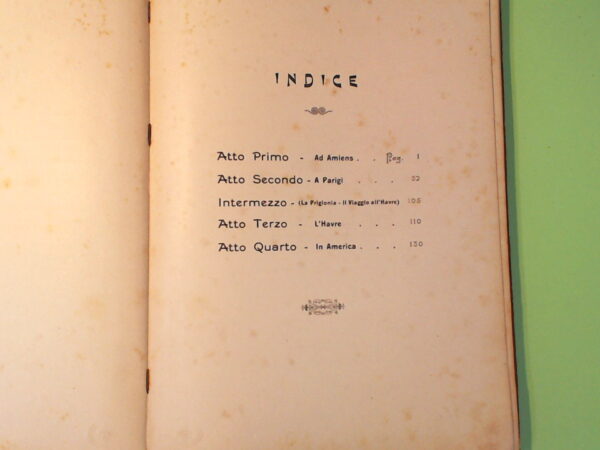 INDICE
Atto Primo - Ad Amiens . . Pag. 1
Atto Secondo - A Parigi . . . 52
Intermezzo - (La Prigionia - Il Viaggio all'Havre) 105
Atto Terzo - L'Havre . . . 110
Atto Quarto - In America . . . 130